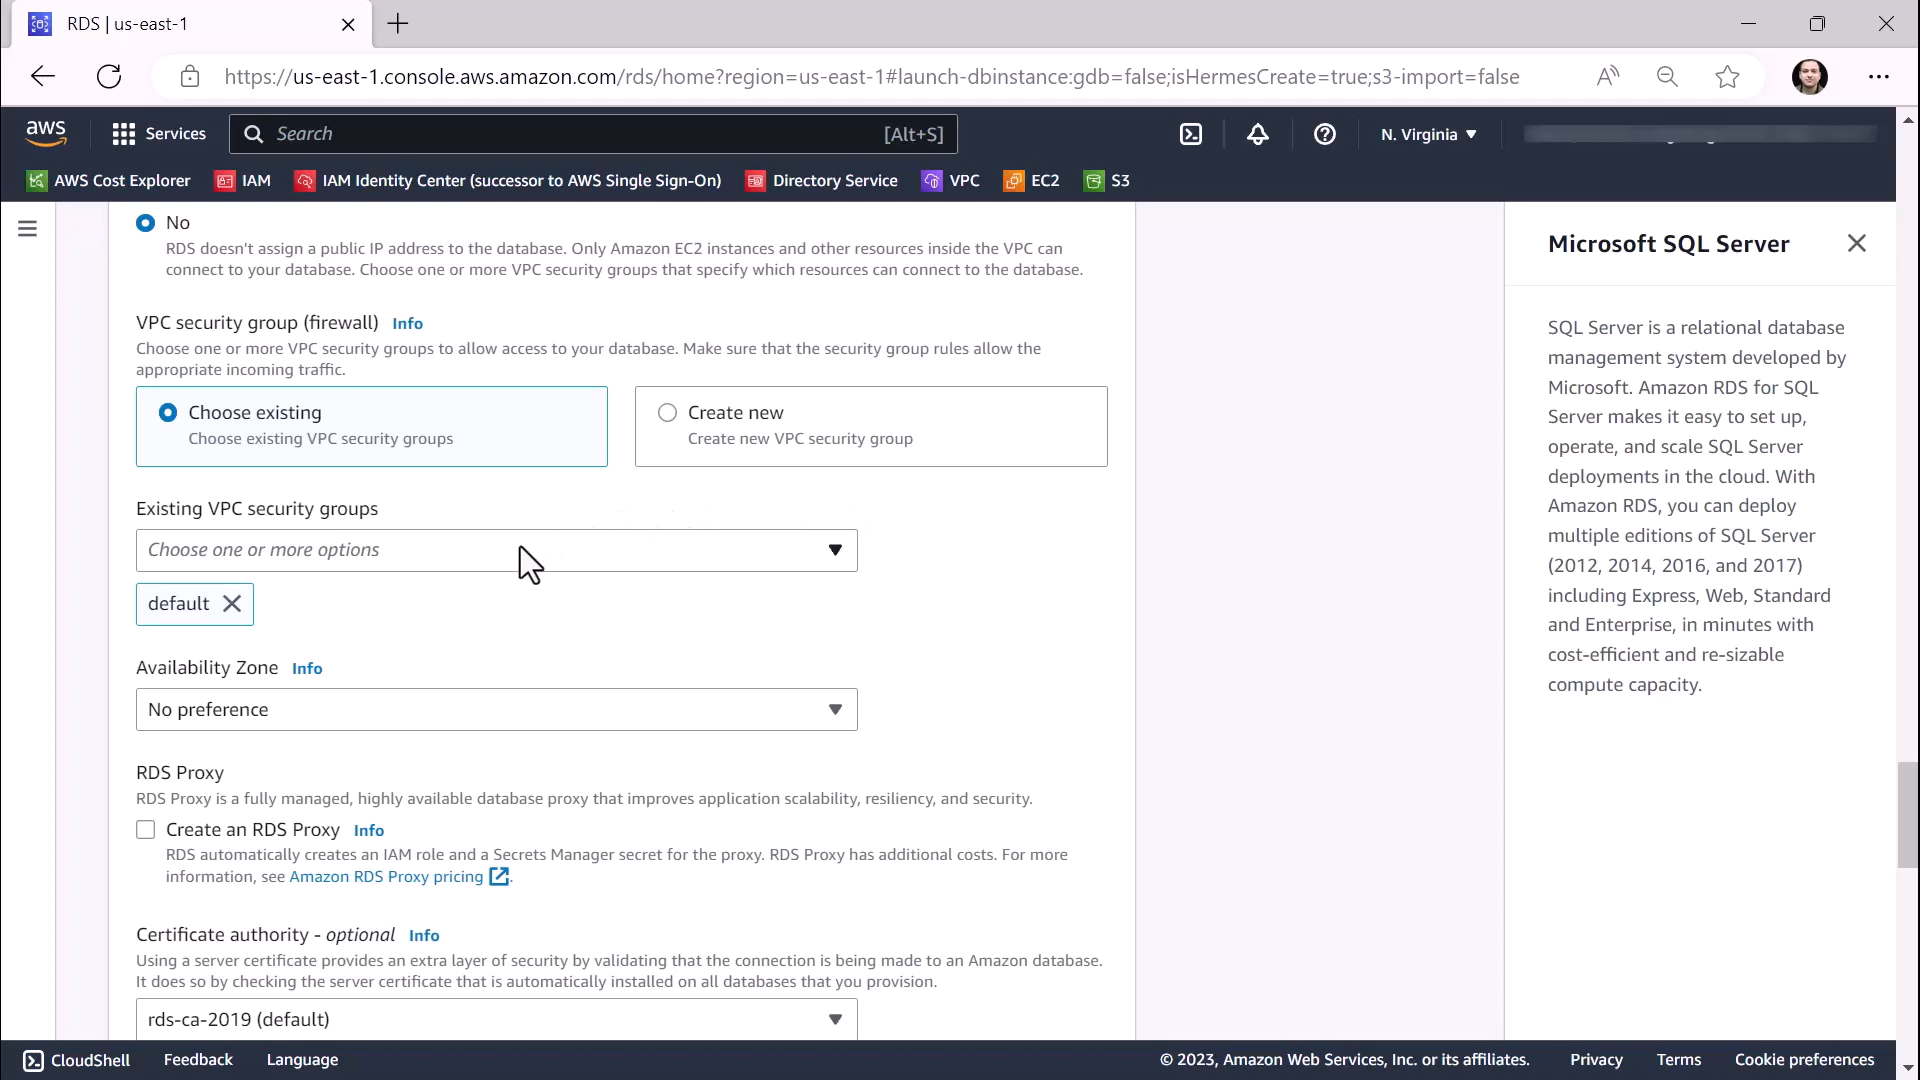 RDS | us-east-1
https://us-east-1.console.aws.amazon.com/rds/home?region=us-east-1#launch-dbinstance:gdb=false;isHermesCreate=true;s3-import=false
aws
Services
Search
[Alt+S]
N. Virginia
AWS Cost Explorer
IAM
IAM Identity Center (successor to AWS Single Sign-On)
Directory Service
VPC
EC2
S3
No
RDS doesn't assign a public IP address to the database. Only Amazon EC2 instances and other resources inside the VPC can
connect to your database. Choose one or more VPC security groups that specify which resources can connect to the database.
VPC security group (firewall) Info
Choose one or more VPC security groups to allow access to your database. Make sure that the security group rules allow the
appropriate incoming traffic.
Choose existing
Choose existing VPC security groups
Create new
Create new VPC security group
Existing VPC security groups
Choose one or more options
default
Availability Zone Info
No preference
RDS Proxy
RDS Proxy is a fully managed, highly available database proxy that improves application scalability, resiliency, and security.
Create an RDS Proxy Info
RDS automatically creates an IAM role and a Secrets Manager secret for the proxy. RDS Proxy has additional costs. For more
information, see Amazon RDS Proxy pricing.
Certificate authority - optional Info
Using a server certificate provides an extra layer of security by validating that the connection is being made to an Amazon database.
It does so by checking the server certificate that is automatically installed on all databases that you provision.
rds-ca-2019 (default)
Microsoft SQL Server
SQL Server is a relational database
management system developed by
Microsoft. Amazon RDS for SQL
Server makes it easy to set up,
operate, and scale SQL Server
deployments in the cloud. With
Amazon RDS, you can deploy
multiple editions of SQL Server
(2012, 2014, 2016, and 2017)
including Express, Web, Standard
and Enterprise, in minutes with
cost-efficient and re-sizable
compute capacity.
CloudShell
Feedback
Language
© 2023, Amazon Web Services, Inc. or its affiliates.
Privacy
Terms
Cookie preferences